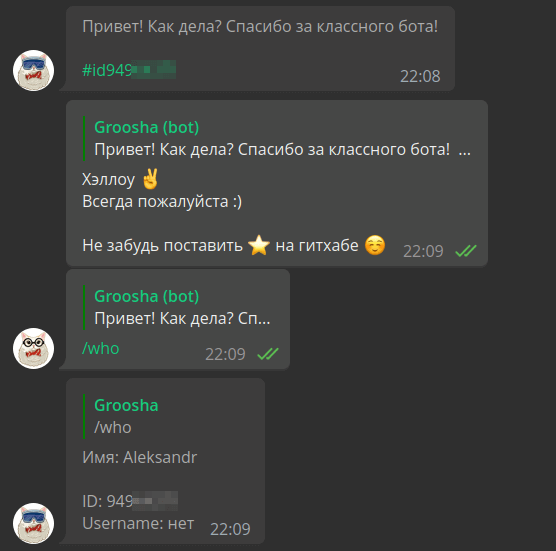 Привет! Как дела? Спасибо за классного бота!
#id949
22:08
Groosha (bot)
Привет! Как дела? Спасибо за классного бота! ...
Хэллоу ✌️
Всегда пожалуйста :)
Не забудь поставить ⭐ на гитхабе ☺️
22:09
Groosha (bot)
Привет! Как дела? Сп...
/who
22:09
Groosha
/who
Имя: Aleksandr
ID: 949
Username: нет
22:09